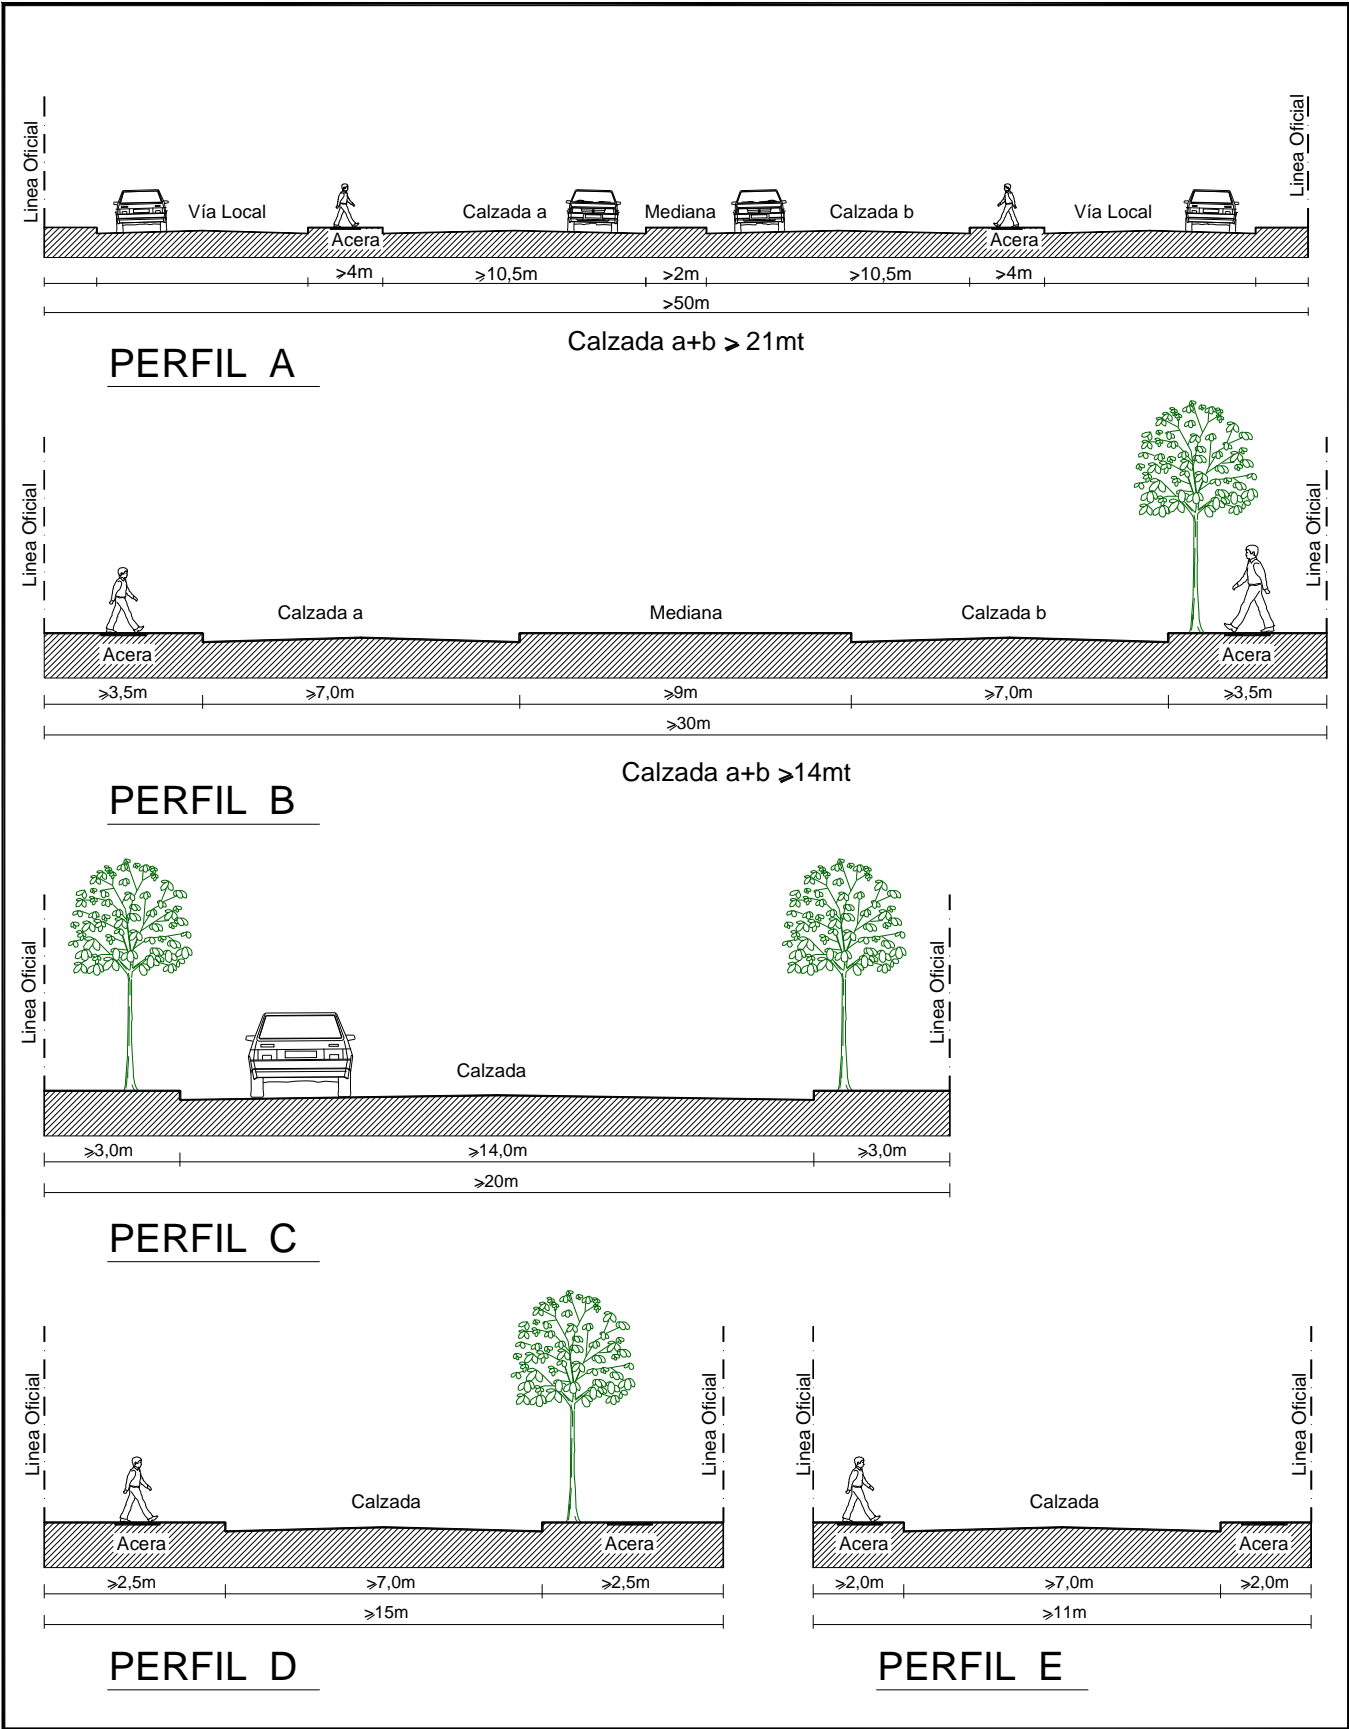 Linea Oficial
Linea Oficial
Vía Local
Calzada a
Mediana
Calzada b
Vía Local
Acera
Acera
⩾4m
⩾10,5m
⩾2m
⩾10,5m
⩾4m
⩾50m
Calzada a+b ⩾ 21mt
PERFIL A
Linea Oficial
Linea Oficial
Calzada a
Mediana
Calzada b
Acera
Acera
⩾3,5m
⩾7,0m
⩾9m
⩾7,0m
⩾3,5m
⩾30m
Calzada a+b ⩾14mt
PERFIL B
Linea Oficial
Linea Oficial
Calzada
⩾3,0m
⩾14,0m
⩾3,0m
⩾20m
PERFIL C
Linea Oficial
Linea Oficial
Calzada
Acera
Acera
⩾2,5m
⩾7,0m
⩾2,5m
⩾15m
PERFIL D
Linea Oficial
Linea Oficial
Calzada
Acera
Acera
⩾2,0m
⩾7,0m
⩾2,0m
⩾11m
PERFIL E